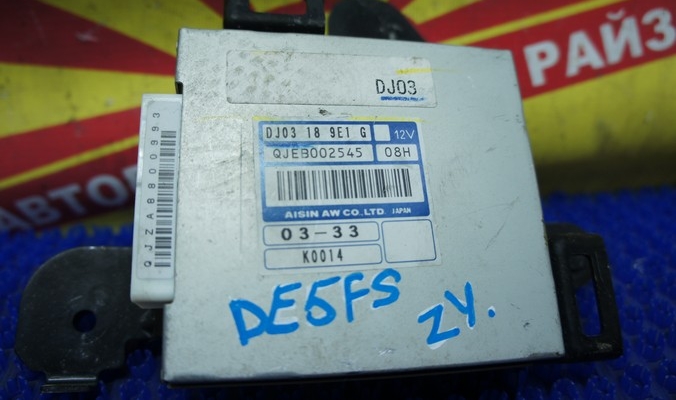 РАЙЗ
АВТОРА
DJ03
DJ03 18 9E1 G
12V
QJEB002545
08H
AISIN AW CO.,LTD. JAPAN
03-33
K0014
QJZAB800993
DE5FS
ZY.